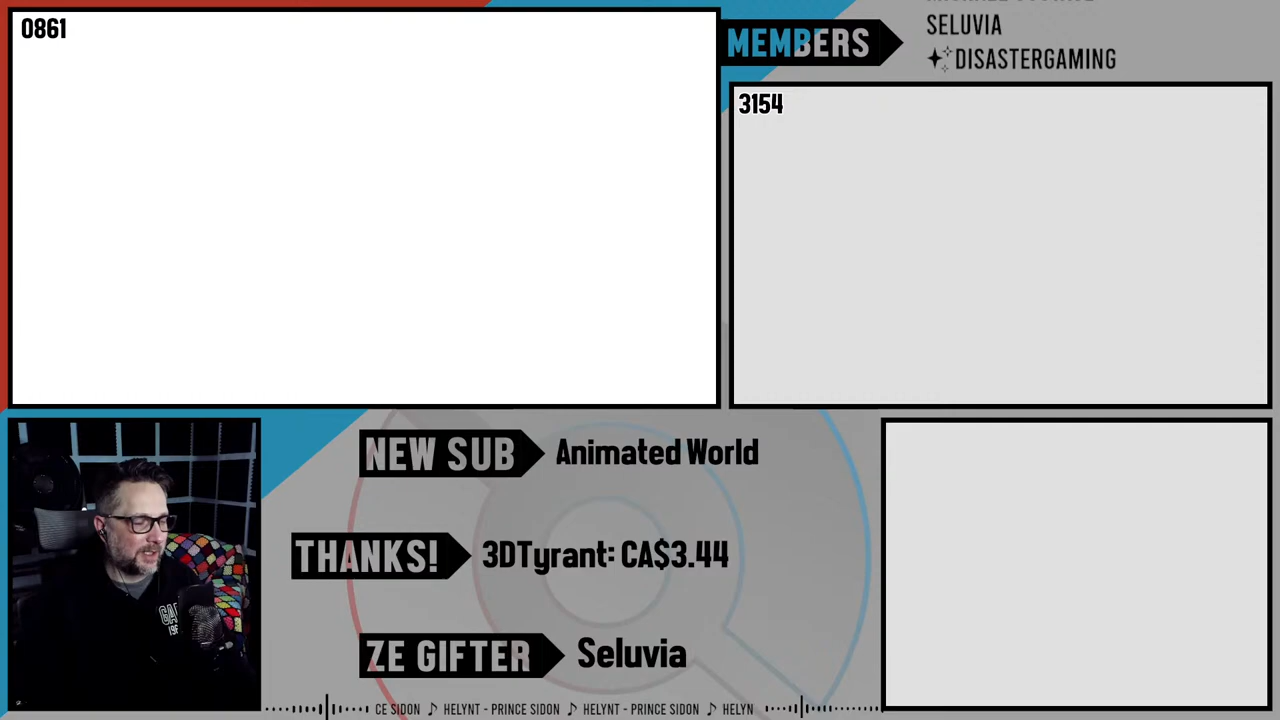 0861
MEMBERS
SELUVIA
DISASTERGAMING
3154
NEW SUB
Animated World
THANKS!
3DTyrant: CA$3.44
ZE GIFTER
Seluvia
CE SIDON ♪ HELYNT - PRINCE SIDON ♪ HELYNT - PRINCE SIDON ♪ HELYN